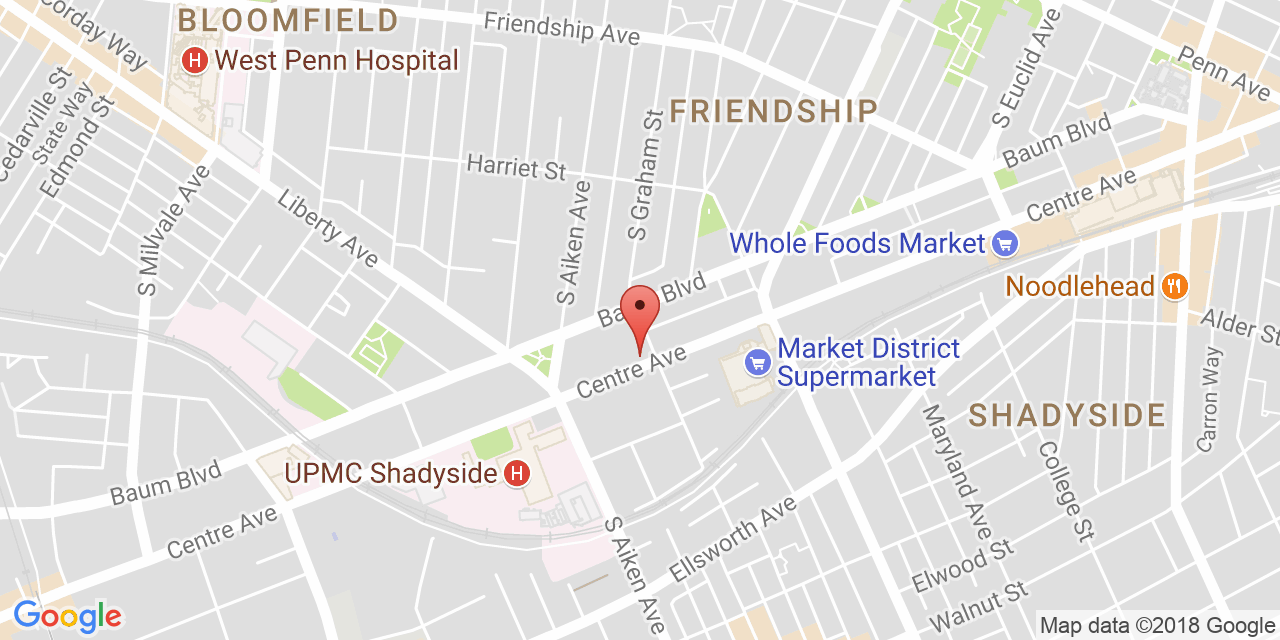 BLOOMFIELD
Friendship Ave
Corday Way
West Penn Hospital
Penn Ave
S Euclid Ave
Cedarville St
State Way
Edmond St
FRIENDSHIP
Baum Blvd
Harriet St
S Graham St
S Aiken Ave
S Millvale Ave
Liberty Ave
Centre Ave
Whole Foods Market
Noodlehead
Alder St
Centre Ave
Market District
Supermarket
Carron Way
SHADYSIDE
Maryland Ave
College St
UPMC Shadyside
Baum Blvd
Centre Ave
Ellsworth Ave
S Aiken Ave
Elwood St
Walnut St
Google
Map data ©2018 Google